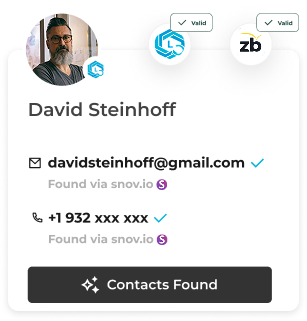 Valid
Valid
zb
David Steinhoff
davidsteinhoff@gmail.com
Found via snov.io S
+1 932 xxx xxx
Found via snov.io S
Contacts Found